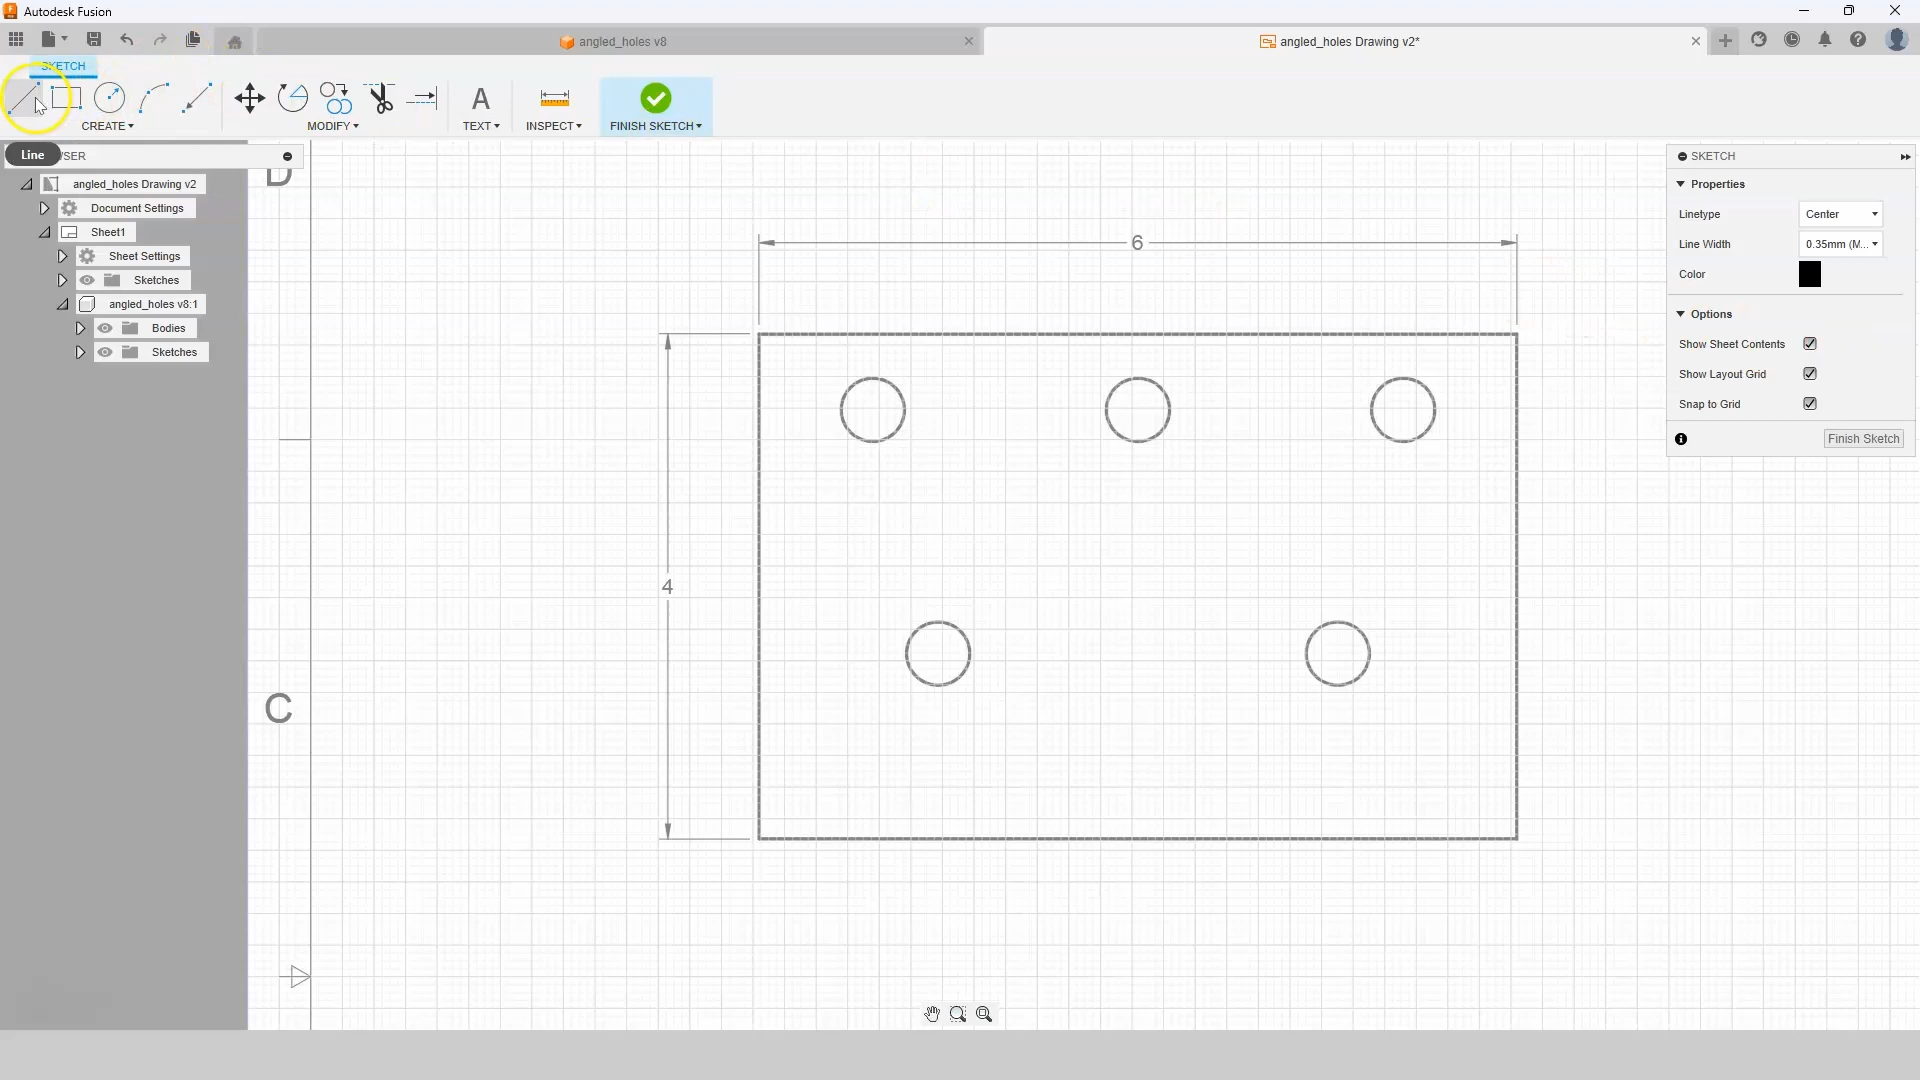 Autodesk Fusion
angled_holes v8
angled_holes Drawing v2*
SKETCH
CREATE
MODIFY
A
TEXT
INSPECT
FINISH SKETCH
Line
SER
angled_holes Drawing v2
Document Settings
Sheet1
Sheet Settings
Sketches
angled_holes v8:1
Bodies
Sketches
D
C
6
4
SKETCH
Properties
Linetype Center
Line Width 0.35mm (M...
Color
Options
Show Sheet Contents
Show Layout Grid
Snap to Grid
Finish Sketch